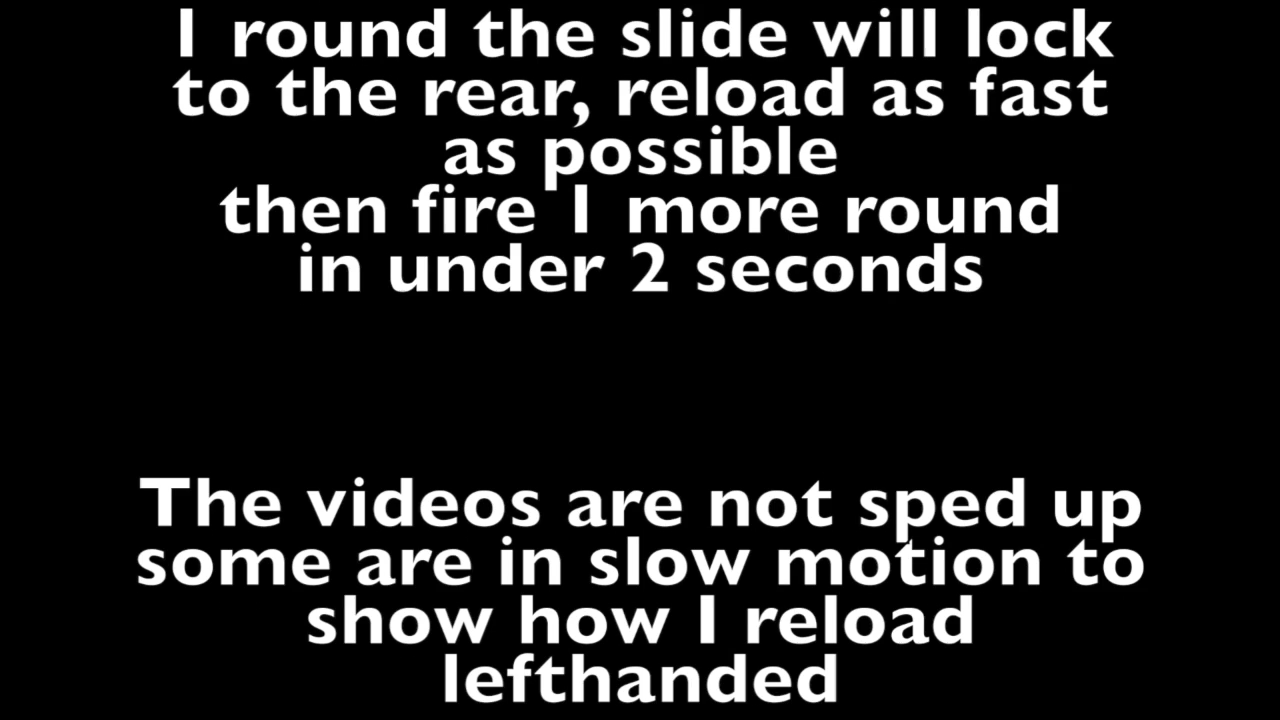 1 round the slide will lock
to the rear, reload as fast
as possible
then fire 1 more round
in under 2 seconds
The videos are not sped up
some are in slow motion to
show how I reload
lefthanded